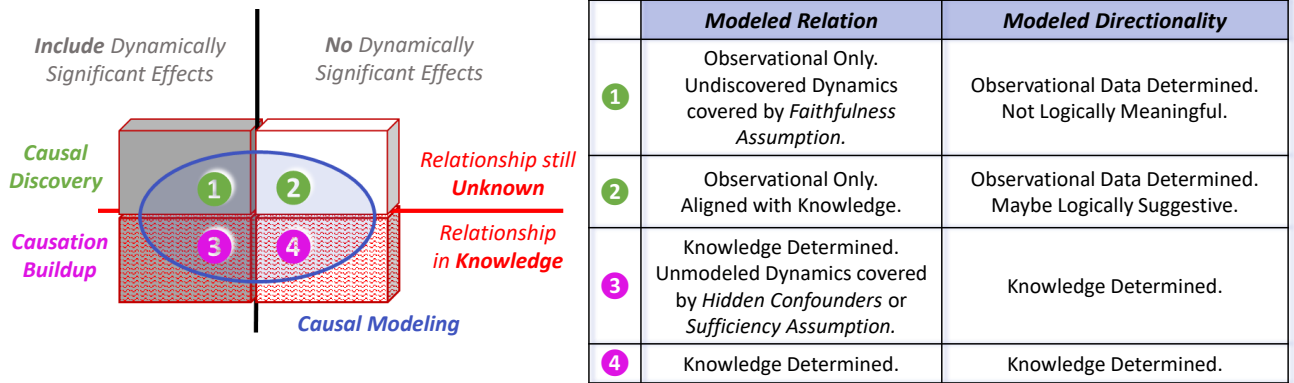 Include Dynamically
Significant Effects
No Dynamically
Significant Effects
Causal
Discovery
Relationship still
Unknown
1
2
Causation
Buildup
3
4
Relationship
in Knowledge
Causal Modeling
Modeled Relation
Modeled Directionality
1
Observational Only.
Undiscovered Dynamics
covered by Faithfulness
Assumption.
Observational Data Determined.
Not Logically Meaningful.
2
Observational Only.
Aligned with Knowledge.
Observational Data Determined.
Maybe Logically Suggestive.
3
Knowledge Determined.
Unmodeled Dynamics covered
by Hidden Confounders or
Sufficiency Assumption.
Knowledge Determined.
4
Knowledge Determined.
Knowledge Determined.